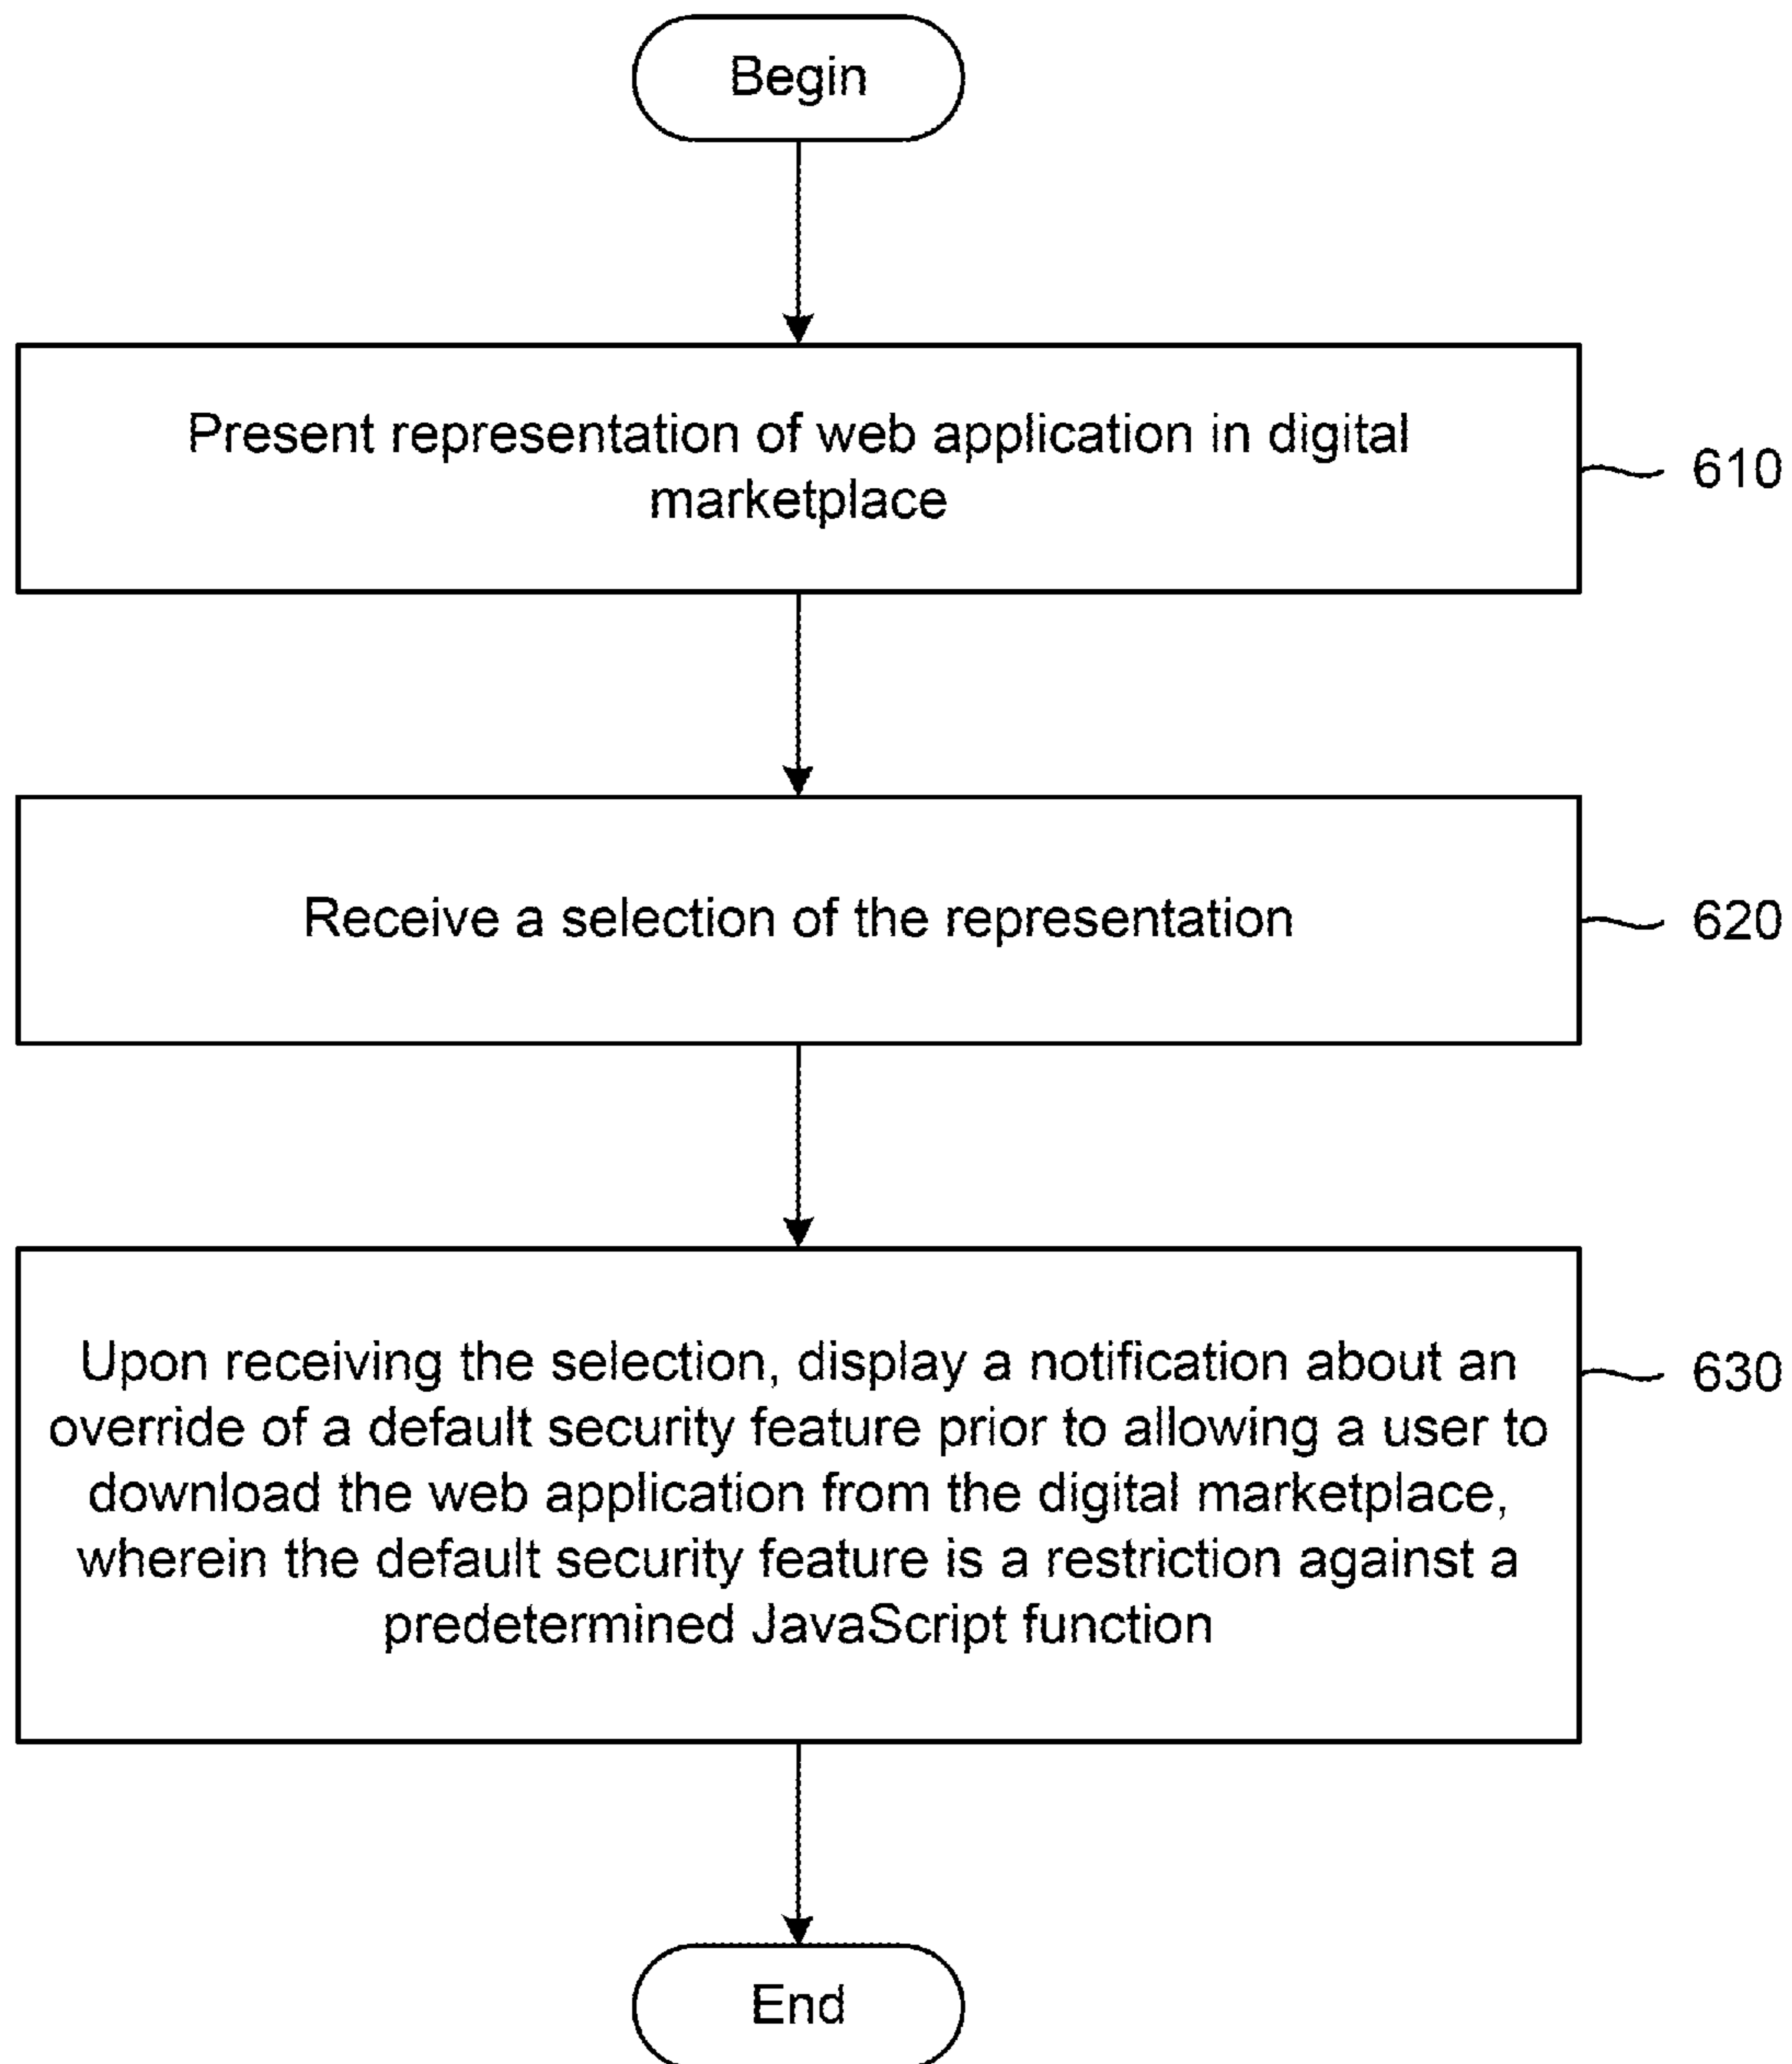 Begin
Present representation of web application in digital
marketplace
610
Receive a selection of the representation
620
Upon receiving the selection, display a notification about an
override of a default security feature prior to allowing a user to
download the web application from the digital marketplace,
wherein the default security feature is a restriction against a
predetermined JavaScript function
630
End